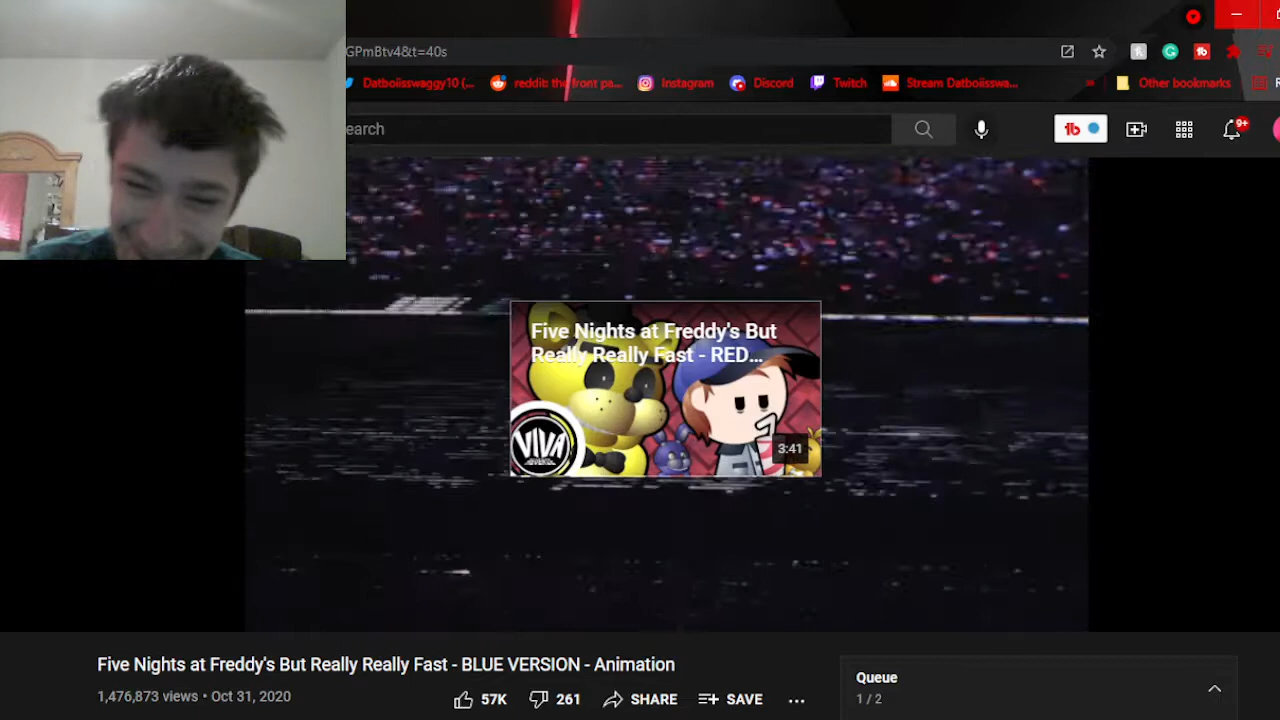 GPmBtv4&t=40s
Datboiisswaggy10 (...
reddit: the front pa...
Instagram
Discord
Twitch
Stream Datboiisswa...
»
Other bookmarks
earch
9+
Five Nights at Freddy's But
Really Really Fast - RED...
VIVA
3:41
Five Nights at Freddy's But Really Really Fast - BLUE VERSION - Animation
1,476,873 views • Oct 31, 2020
57K
261
SHARE
SAVE
Queue
1 / 2